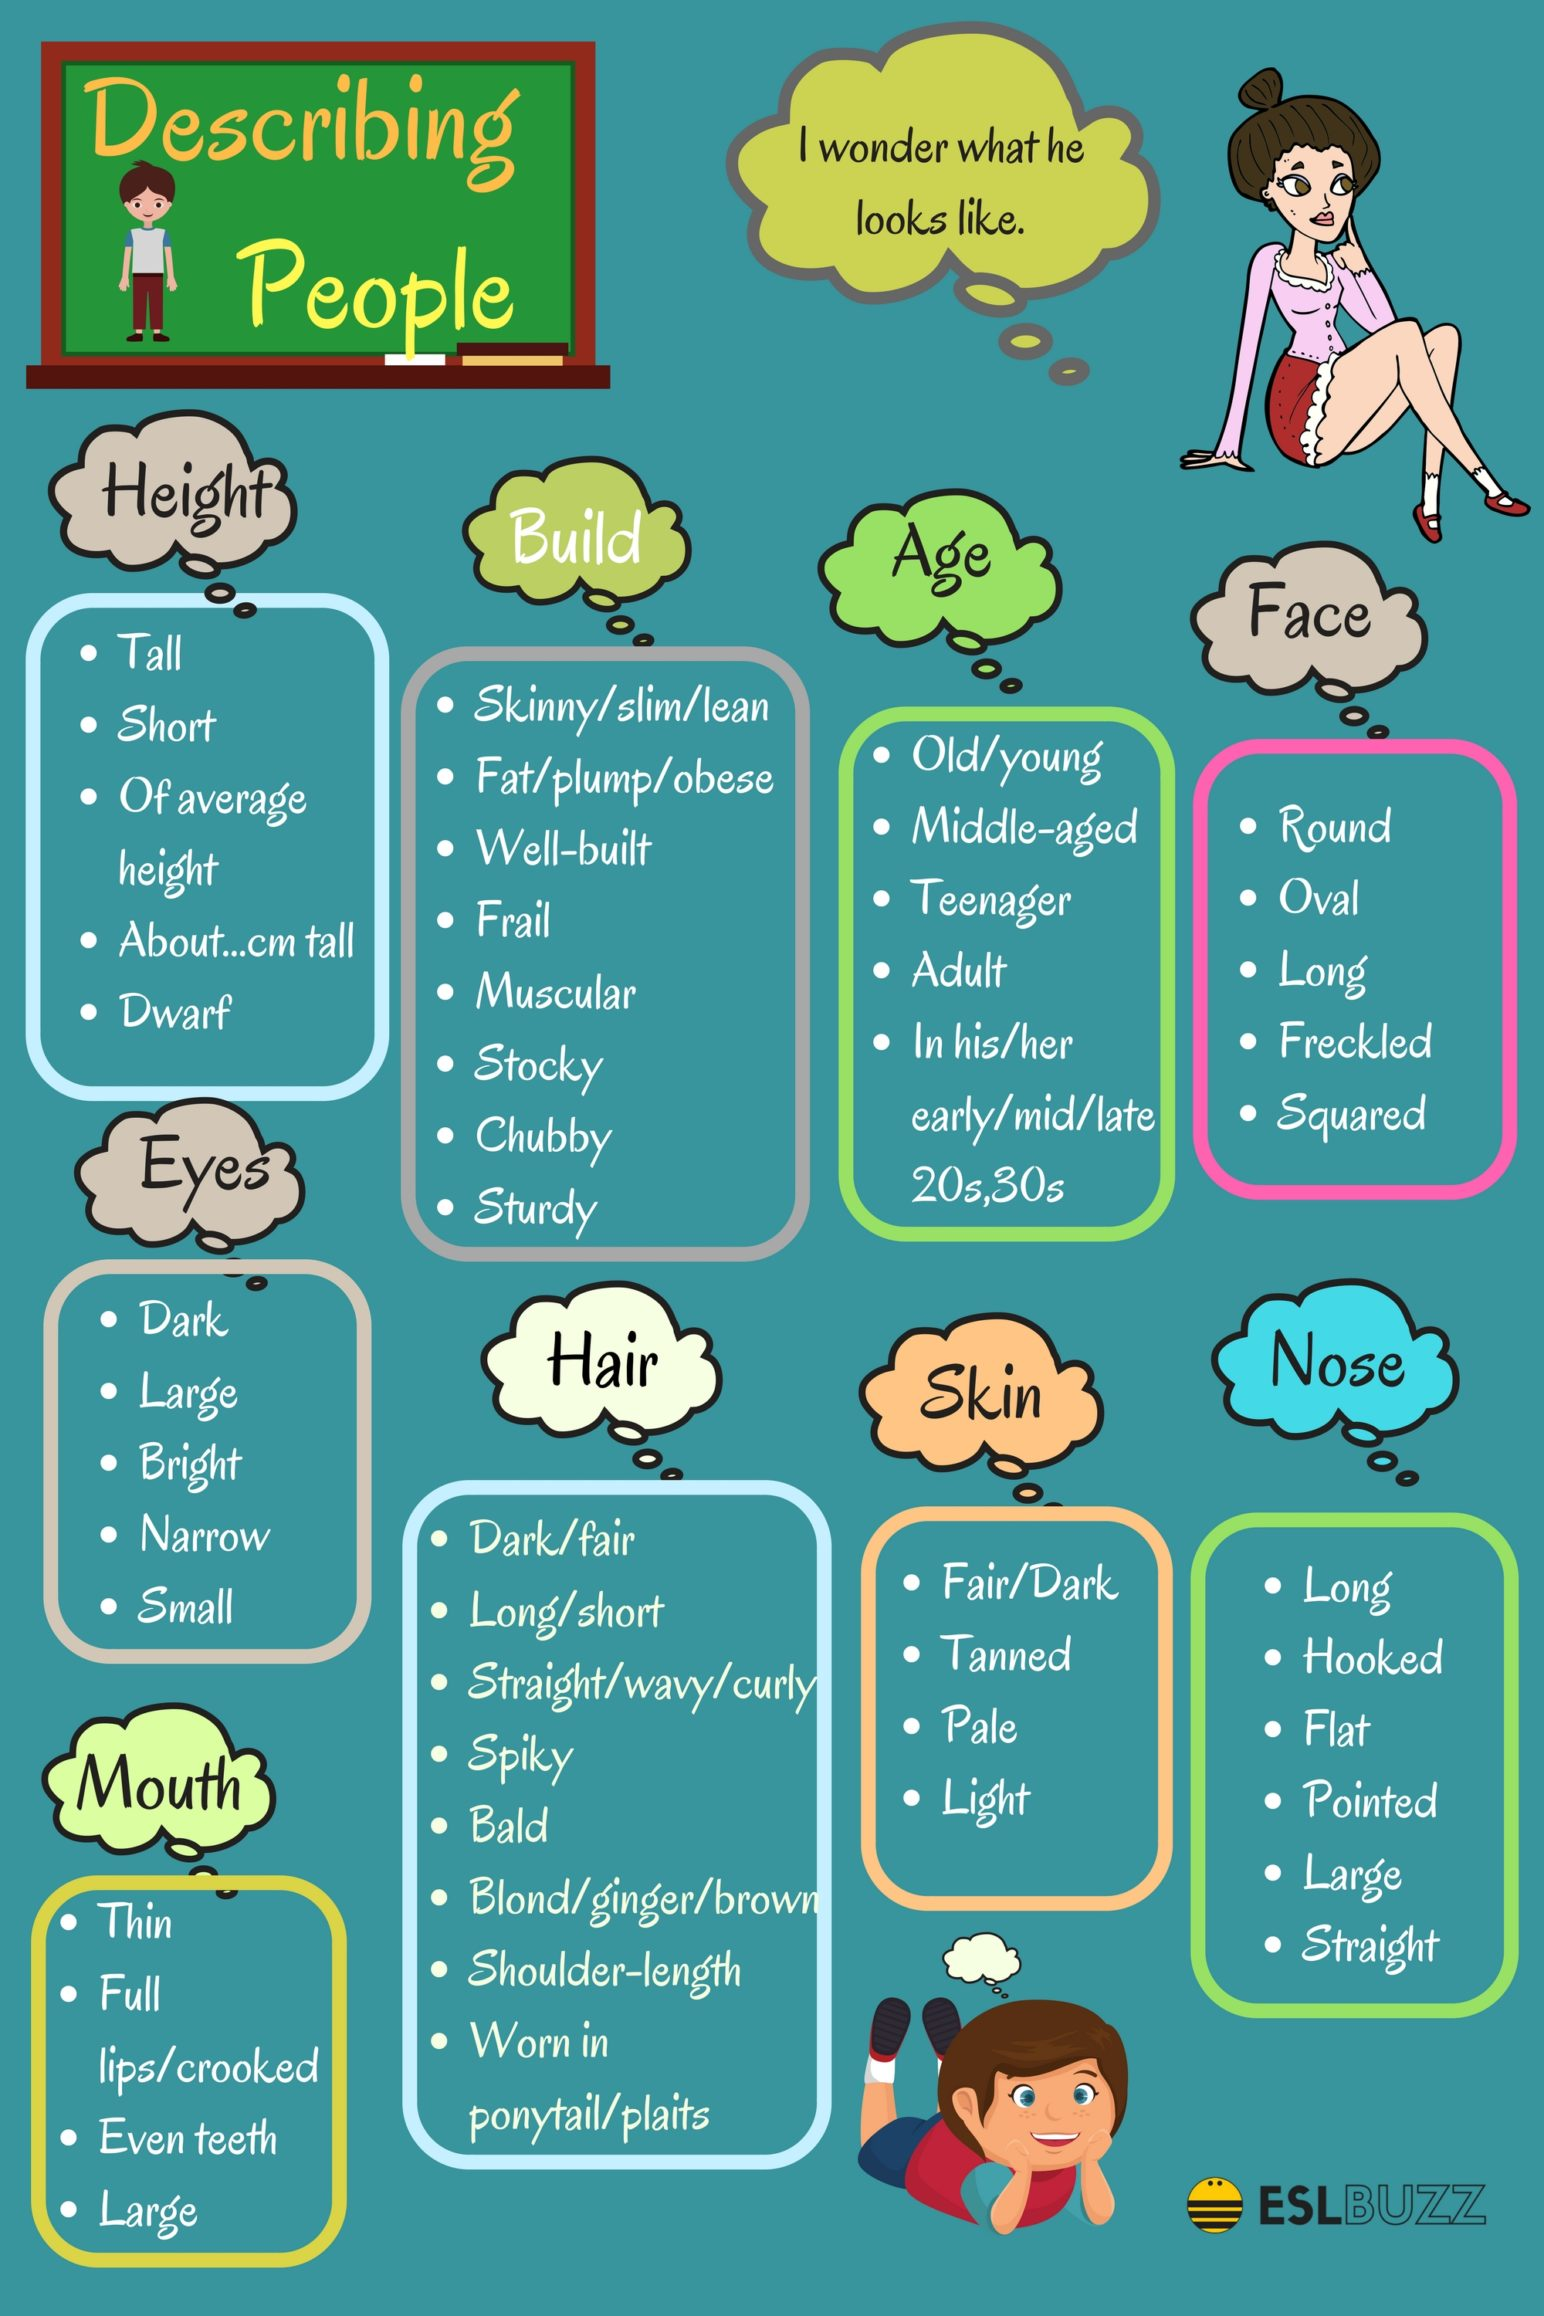 Describing
People
I wonder what he
looks like.
Height
Tall
Short
Of average
height
About...cm tall
Dwarf
Build
Skinny/slim/lean
Fat/plump/obese
Well-built
Frail
Muscular
Stocky
Chubby
Sturdy
Age
Old/young
Middle-aged
Teenager
Adult
In his/her
early/mid/late
20s,30s
Face
Round
Oval
Long
Freckled
Squared
Eyes
Dark
Large
Bright
Narrow
Small
Hair
Dark/fair
Long/short
Straight/wavy/curly
Spiky
Bald
Blond/ginger/brown
Shoulder-length
Worn in
ponytail/plaits
Skin
Fair/Dark
Tanned
Pale
Light
Nose
Long
Hooked
Flat
Pointed
Large
Straight
Mouth
Thin
Full
lips/crooked
Even teeth
Large
ESLBUZZ